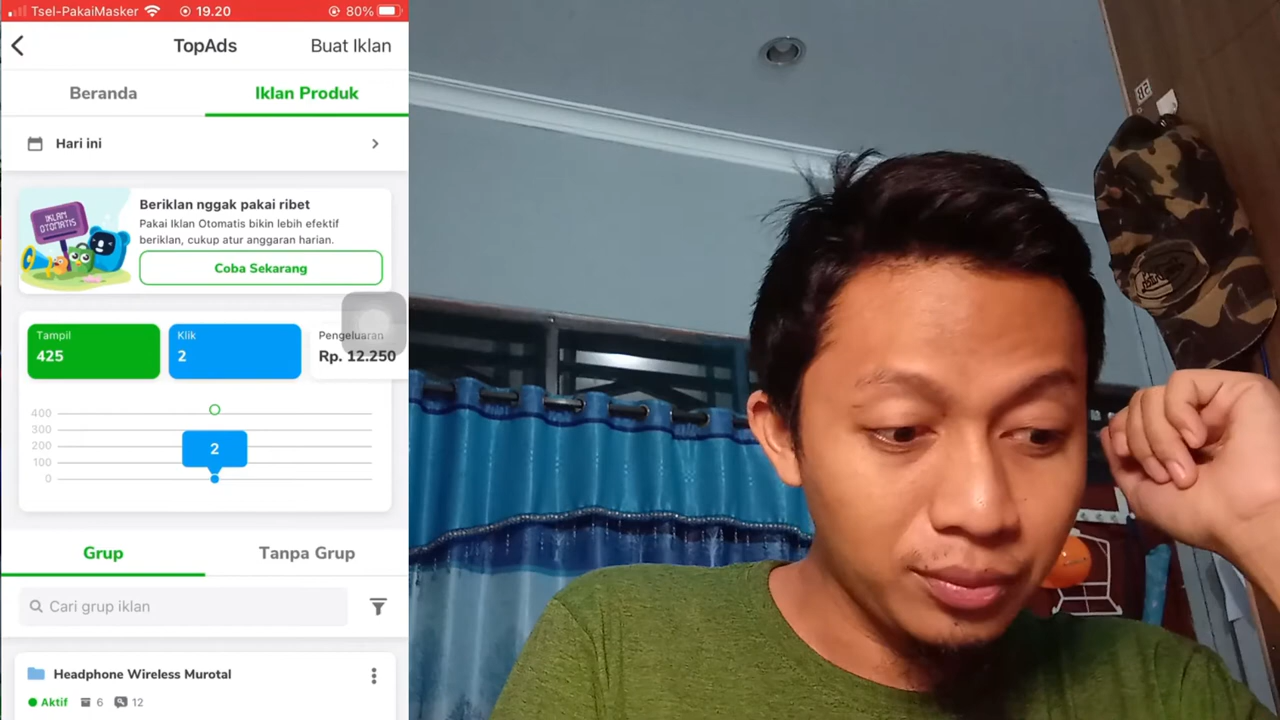 Tsel-PakaiMasker 19.20 80%
TopAds Buat Iklan
Beranda Iklan Produk
Hari ini
IKLAN
OTOMATIS
Beriklan nggak pakai ribet
Pakai Iklan Otomatis bikin lebih efektif
beriklan, cukup atur anggaran harian.
Coba Sekarang
Tampil Klik Pengeluaran
425 2 Rp. 12.250
400
300
200
100
0
2
Grup Tanpa Grup
Cari grup iklan
Headphone Wireless Murotal
Aktif 6 12